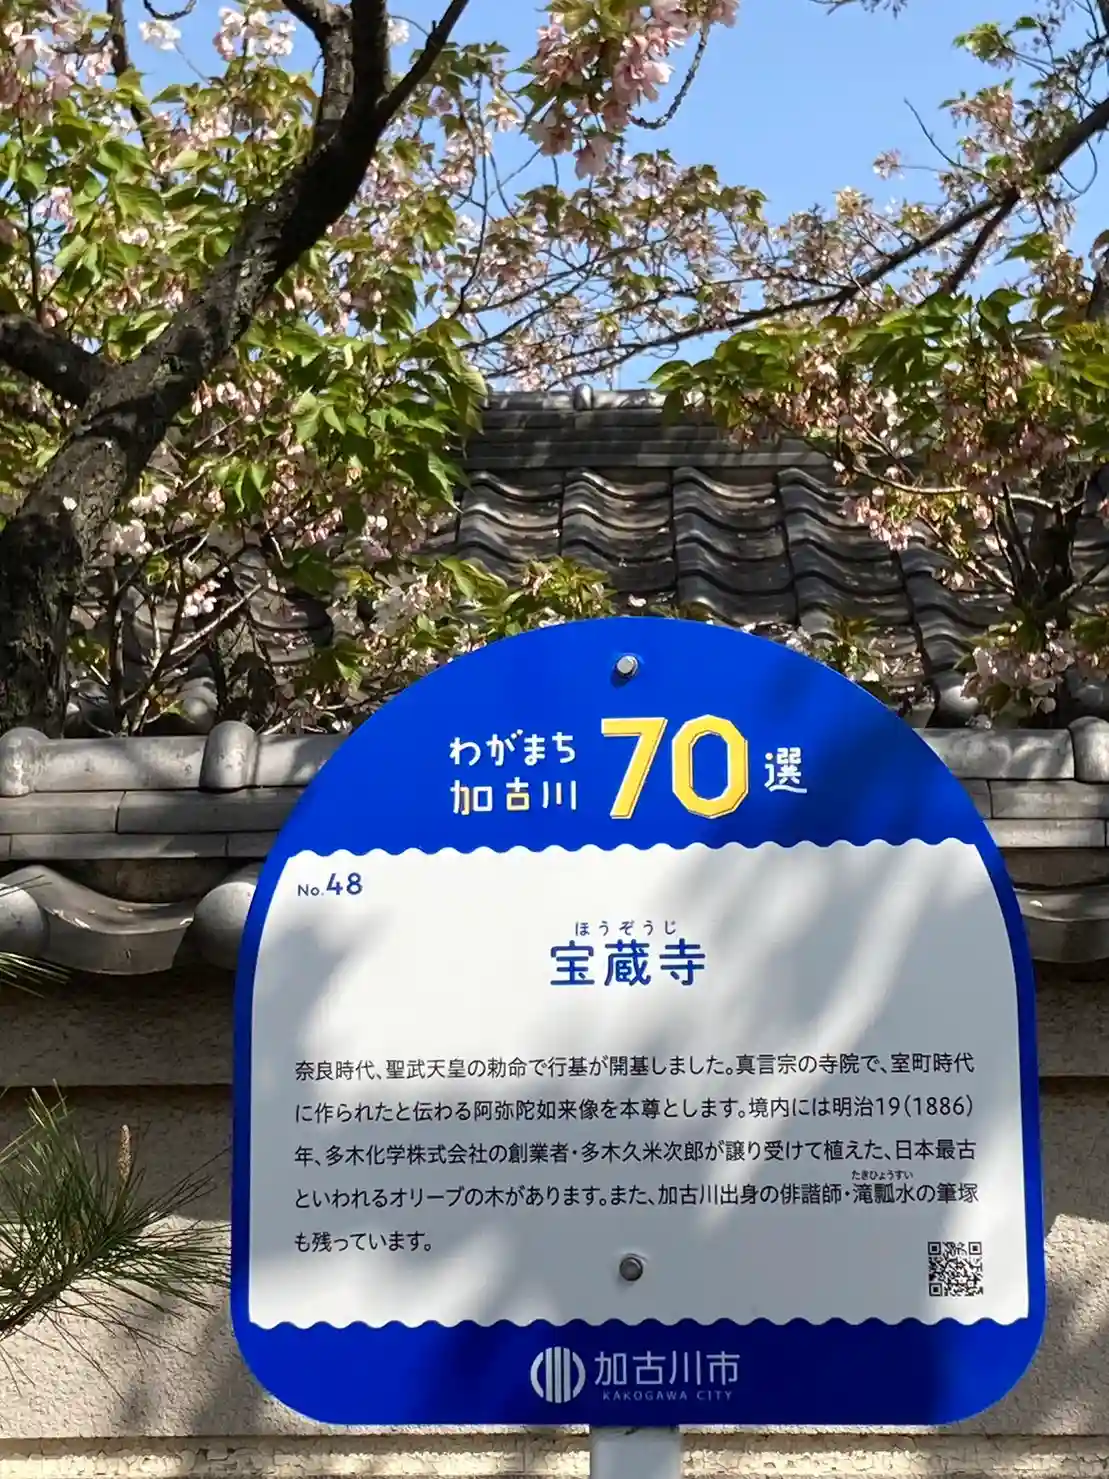 わがまち
加古川
70選
No.48
ほうぞうじ
宝蔵寺
奈良時代、聖武天皇の勅命で行基が開基しました。真言宗の寺院で、室町時代
に作られたと伝わる阿弥陀如来像を本尊とします。境内には明治19(1886)
年、多木化学株式会社の創業者・多木久米次郎が譲り受けて植えた、日本最古
たきひょうすい
といわれるオリーブの木があります。また、加古川出身の俳諧師・滝瓢水の筆塚
も残っています。
加古川市
KAKOGAWA CITY